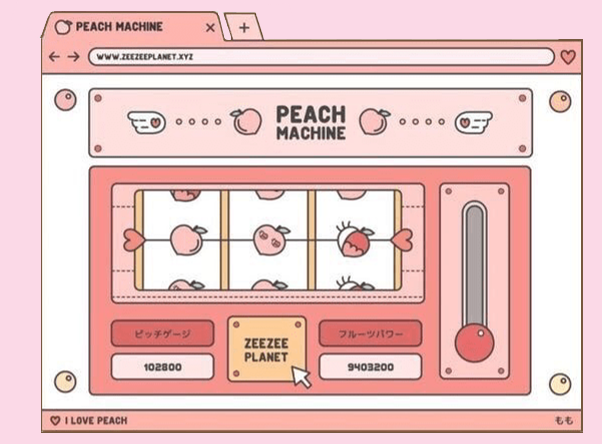 PEACH MACHINE
WWW.ZEEZEEPLANET.XYZ
PEACH
MACHINE
ピッチゲージ
フルーツパワー
ZEEZEE
PLANET
102800
9403200
I LOVE PEACH
もも